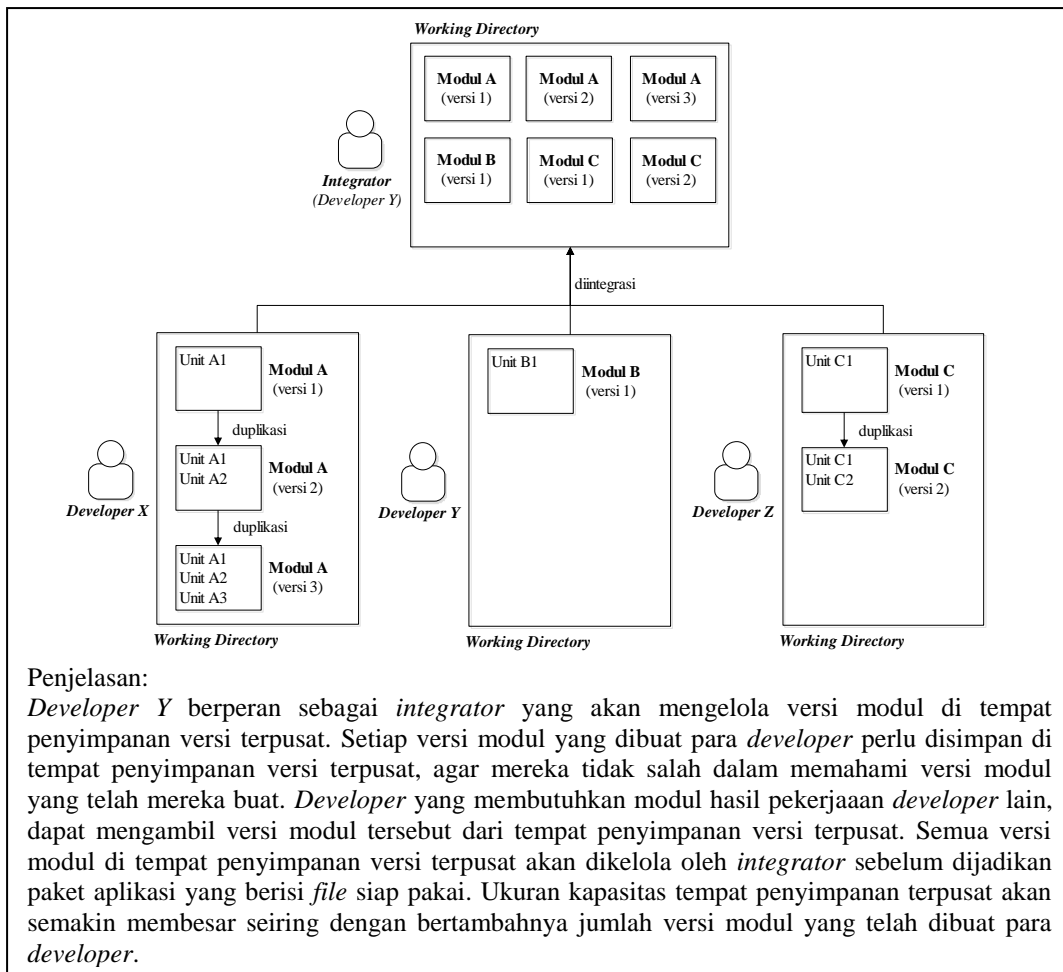 Working Directory
Modul A
(versi 1)
Modul A
(versi 2)
Modul A
(versi 3)
Modul B
(versi 1)
Modul C
(versi 1)
Modul C
(versi 2)
Integrator
(Developer Y)
diintegrasi
Unit A1
Modul A
(versi 1)
duplikasi
Unit A1
Unit A2
Modul A
(versi 2)
duplikasi
Unit A1
Unit A2
Unit A3
Modul A
(versi 3)
Developer X
Working Directory
Unit B1
Modul B
(versi 1)
Developer Y
Working Directory
Unit C1
Modul C
(versi 1)
duplikasi
Unit C1
Unit C2
Modul C
(versi 2)
Developer Z
Working Directory
Penjelasan:
Developer Y berperan sebagai integrator yang akan mengelola versi modul di tempat
penyimpanan versi terpusat. Setiap versi modul yang dibuat para developer perlu disimpan di
tempat penyimpanan versi terpusat, agar mereka tidak salah dalam memahami versi modul
yang telah mereka buat. Developer yang membutuhkan modul hasil pekerjaaan developer lain,
dapat mengambil versi modul tersebut dari tempat penyimpanan versi terpusat. Semua versi
modul di tempat penyimpanan versi terpusat akan dikelola oleh integrator sebelum dijadikan
paket aplikasi yang berisi file siap pakai. Ukuran kapasitas tempat penyimpanan terpusat akan
semakin membesar seiring dengan bertambahnya jumlah versi modul yang telah dibuat para
developer.